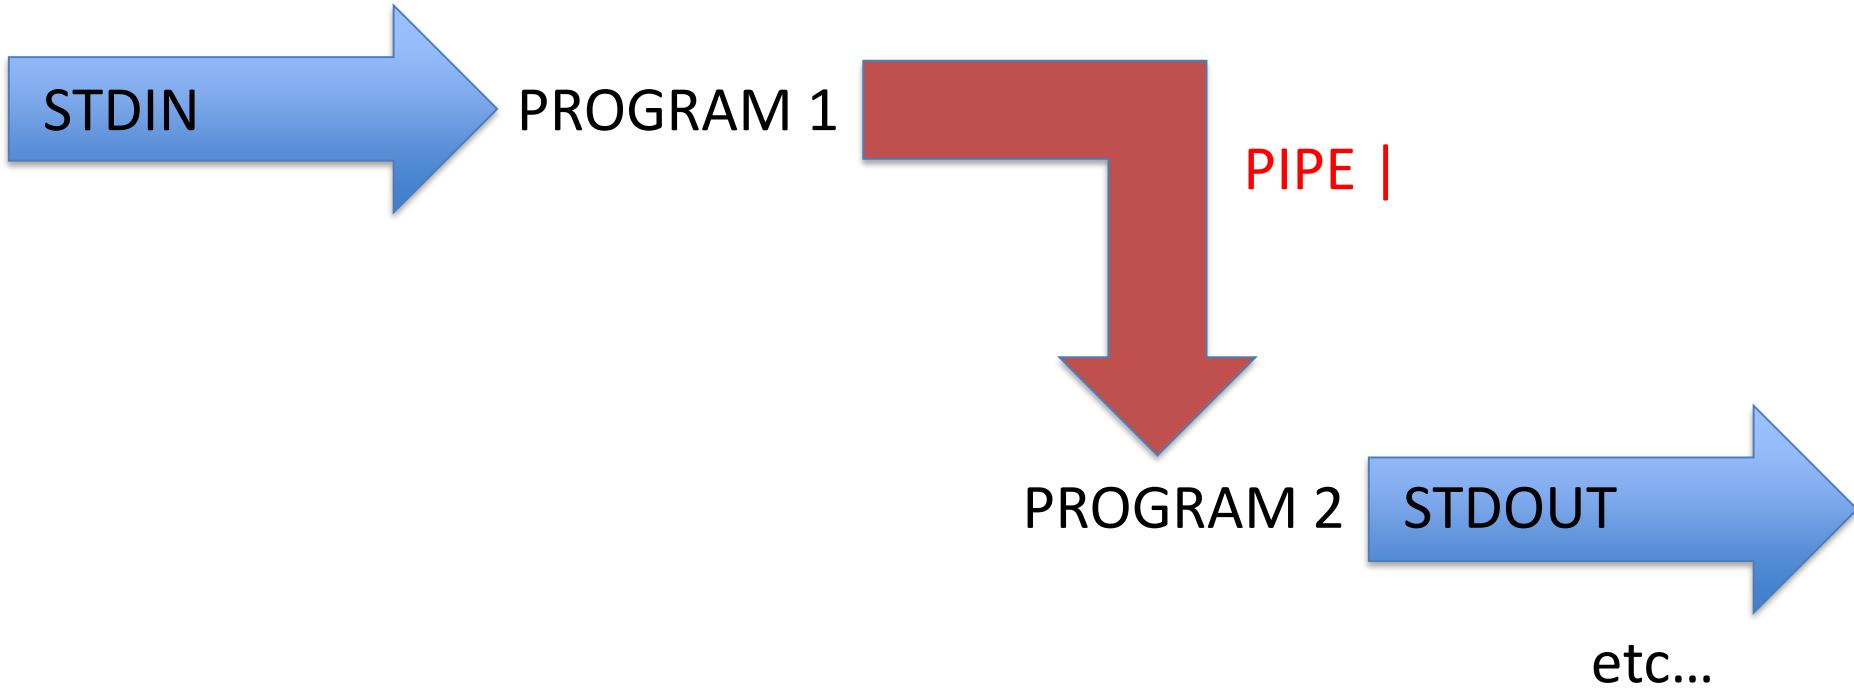 STDIN
PROGRAM 1
PIPE |
PROGRAM 2
STDOUT
etc...